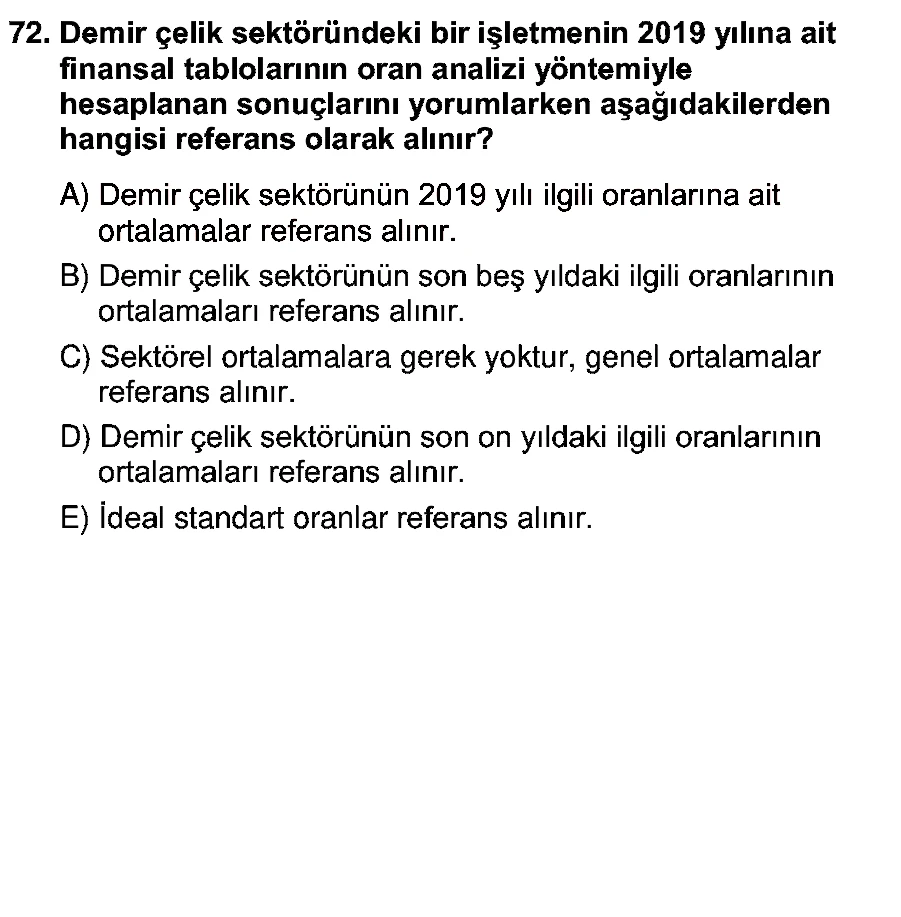 72. Demir çelik sektöründeki bir işletmenin 2019 yılına ait
finansal tablolarının oran analizi yöntemiyle
hesaplanan sonuçlarını yorumlarken aşağıdakilerden
hangisi referans olarak alınır?
A) Demir çelik sektörünün 2019 yılı ilgili oranlarına ait
ortalamalar referans alınır.
B) Demir çelik sektörünün son beş yıldaki ilgili oranlarının
ortalamaları referans alınır.
C) Sektörel ortalamalara gerek yoktur, genel ortalamalar
referans alınır.
D) Demir çelik sektörünün son on yıldaki ilgili oranlarının
ortalamaları referans alınır.
E) İdeal standart oranlar referans alınır.